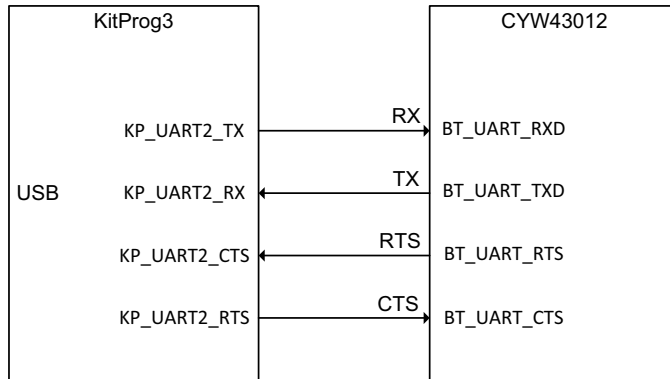 KitProg3 CYW43012
KP_UART2_TX RX BT_UART_RXD
USB KP_UART2_RX TX BT_UART_TXD
KP_UART2_CTS RTS BT_UART_RTS
KP_UART2_RTS CTS BT_UART_CTS